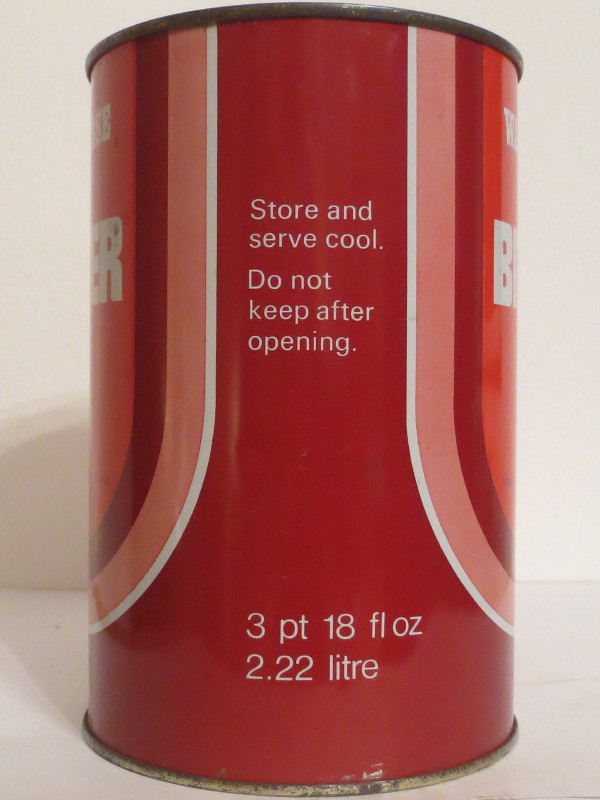 Store and
serve cool.
Do not
keep after
opening.
3 pt 18 fl oz
2.22 litre